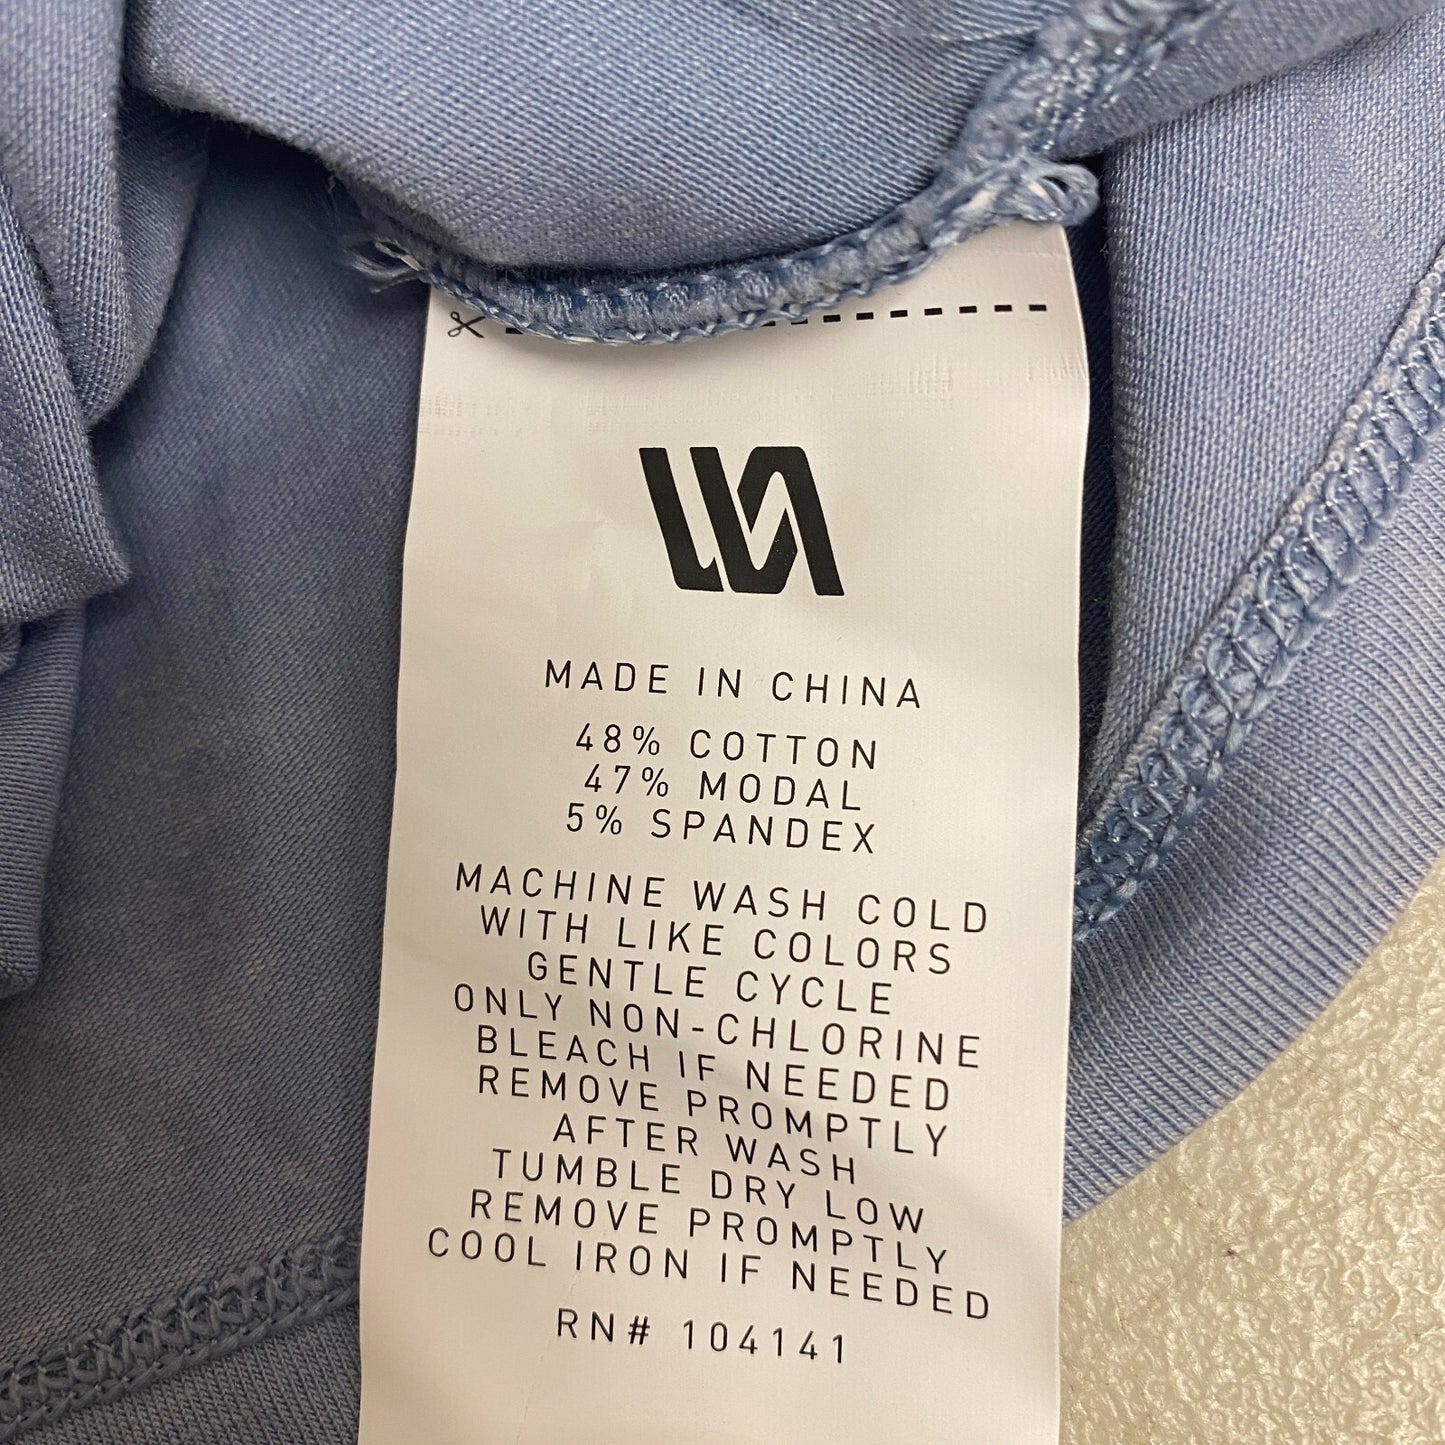 MADE IN CHINA
48% COTTON
47% MODAL
5% SPANDEX
MACHINE WASH COLD
WITH LIKE COLORS
GENTLE CYCLE
ONLY NON-CHLORINE
BLEACH IF NEEDED
REMOVE PROMPTLY
AFTER WASH
TUMBLE DRY LOW
REMOVE PROMPTLY
COOL IRON IF NEEDED
RN# 104141